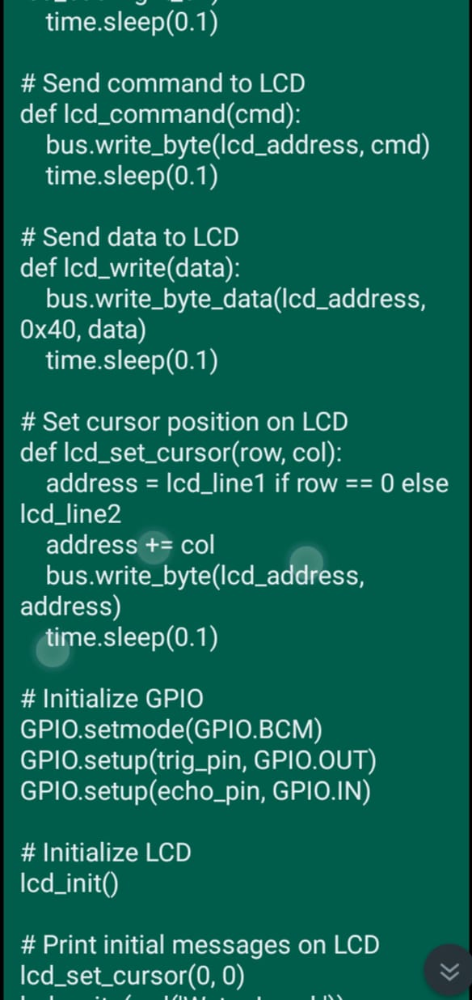 time.sleep(0.1)
# Send command to LCD
def lcd_command(cmd):
bus.write_byte(lcd_address, cmd)
time.sleep(0.1)
# Send data to LCD
def lcd_write(data):
bus.write_byte_data(lcd_address,
0x40, data)
time.sleep(0.1)
# Set cursor position on LCD
def lcd_set_cursor(row, col):
address = lcd_line1 if row == 0 else
lcd_line2
address += col
bus.write_byte(lcd_address,
address)
time.sleep(0.1)
# Initialize GPIO
GPIO.setmode(GPIO.BCM)
GPIO.setup(trig_pin, GPIO.OUT)
GPIO.setup(echo_pin, GPIO.IN)
# Initialize LCD
lcd_init()
# Print initial messages on LCD
lcd_set_cursor(0, 0)